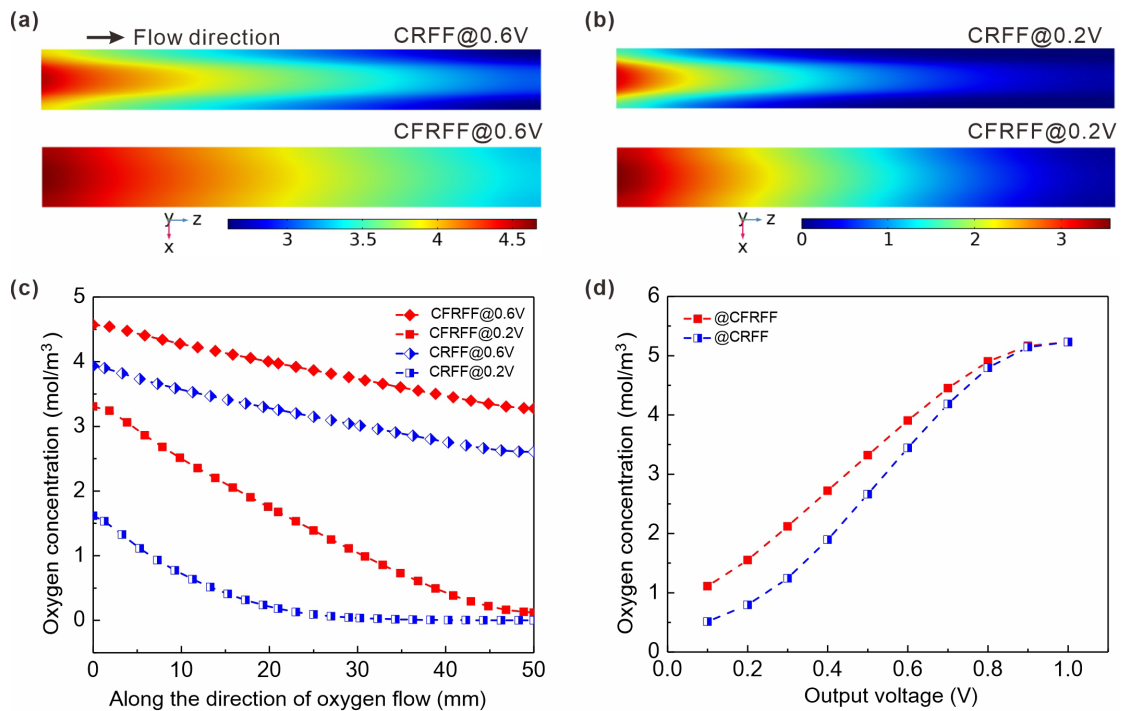 (a)
Flow direction
CRFF@0.6V
CFRFF@0.6V
y z
x
3 3.5 4 4.5
(b)
CRFF@0.2V
CFRFF@0.2V
y z
x
0 1 2 3
(c)
5
4
3
2
1
0
0 10 20 30 40 50
Oxygen concentration (mol/m³)
Along the direction of oxygen flow (mm)
CFRFF@0.6V
CFRFF@0.2V
CRFF@0.6V
CRFF@0.2V
(d)
6
5
4
3
2
1
0
0.0 0.2 0.4 0.6 0.8 1.0
Oxygen concentration (mol/m³)
Output voltage (V)
@CFRFF
@CRFF